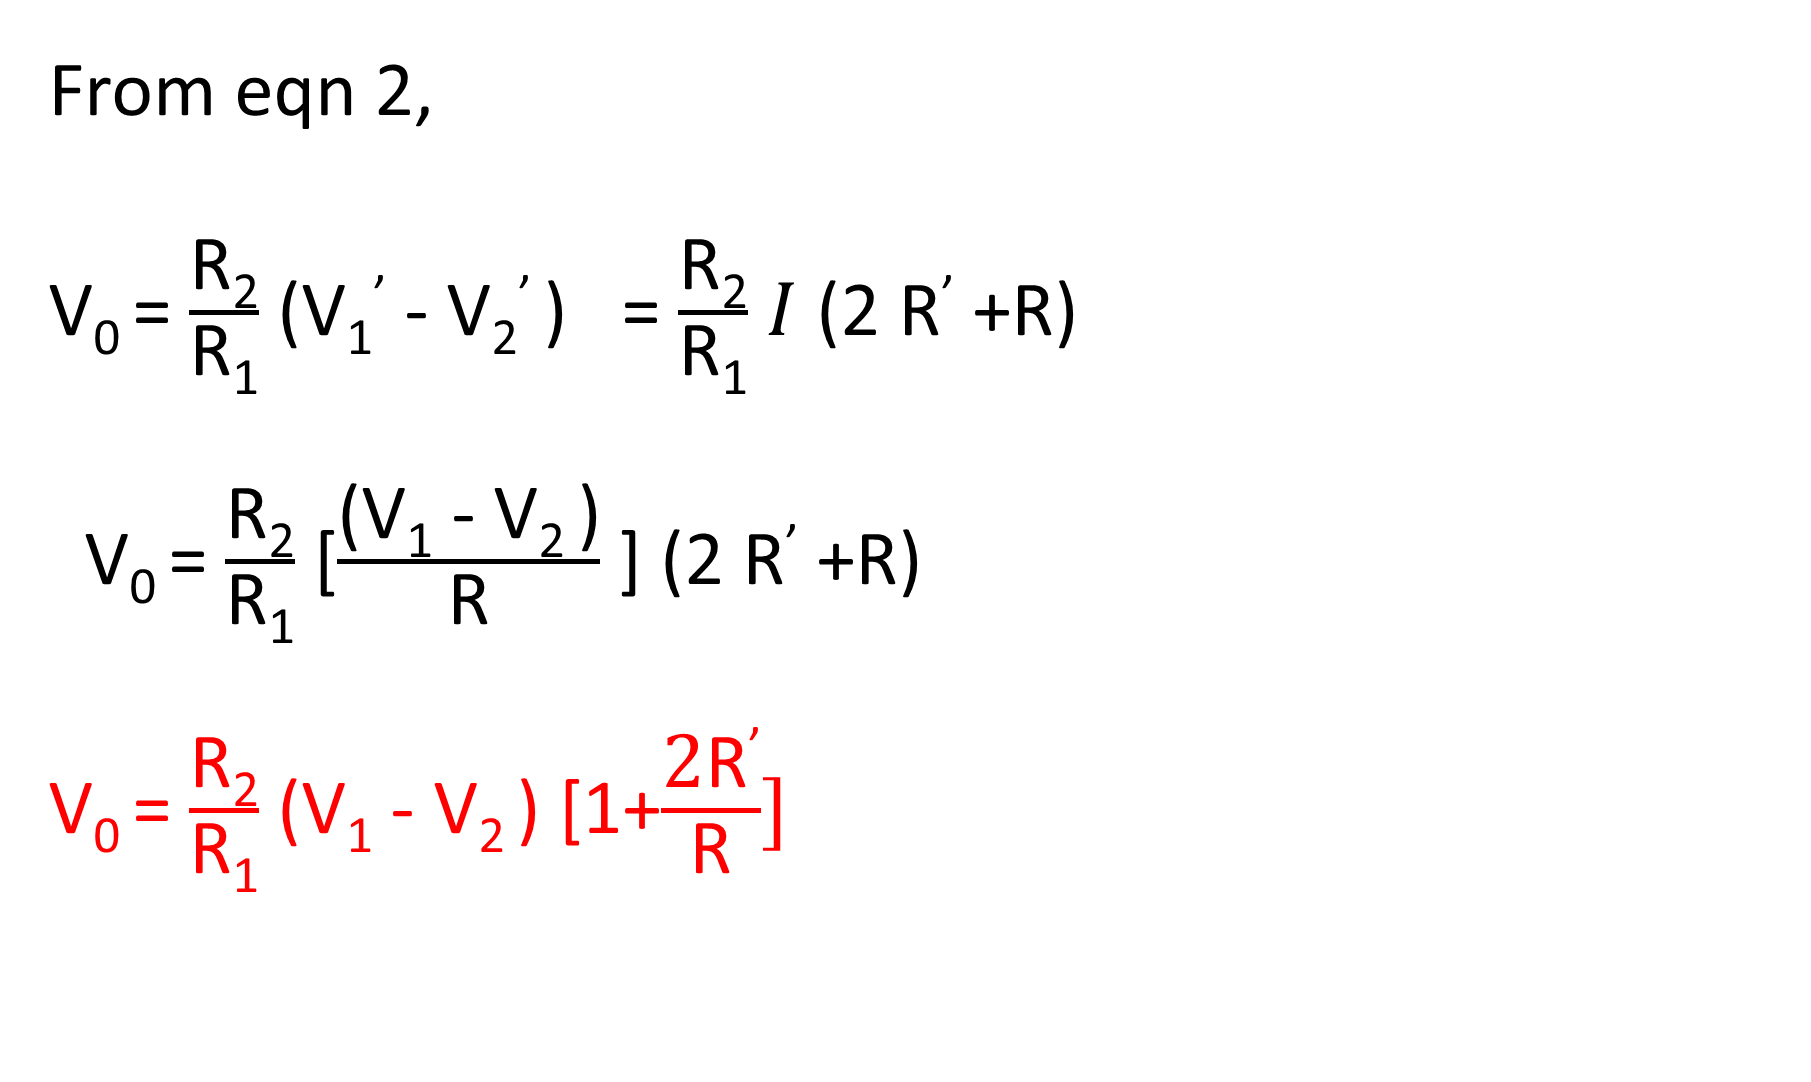 From eqn 2,
V₀ = R₂/R₁ (V₁’ - V₂’ ) = R₂/R₁ I (2 R’ +R)
V₀ = R₂/R₁ [(V₁ - V₂ )/R ] (2 R’ +R)
V₀ = R₂/R₁ (V₁ - V₂ ) [1+2R’/R]